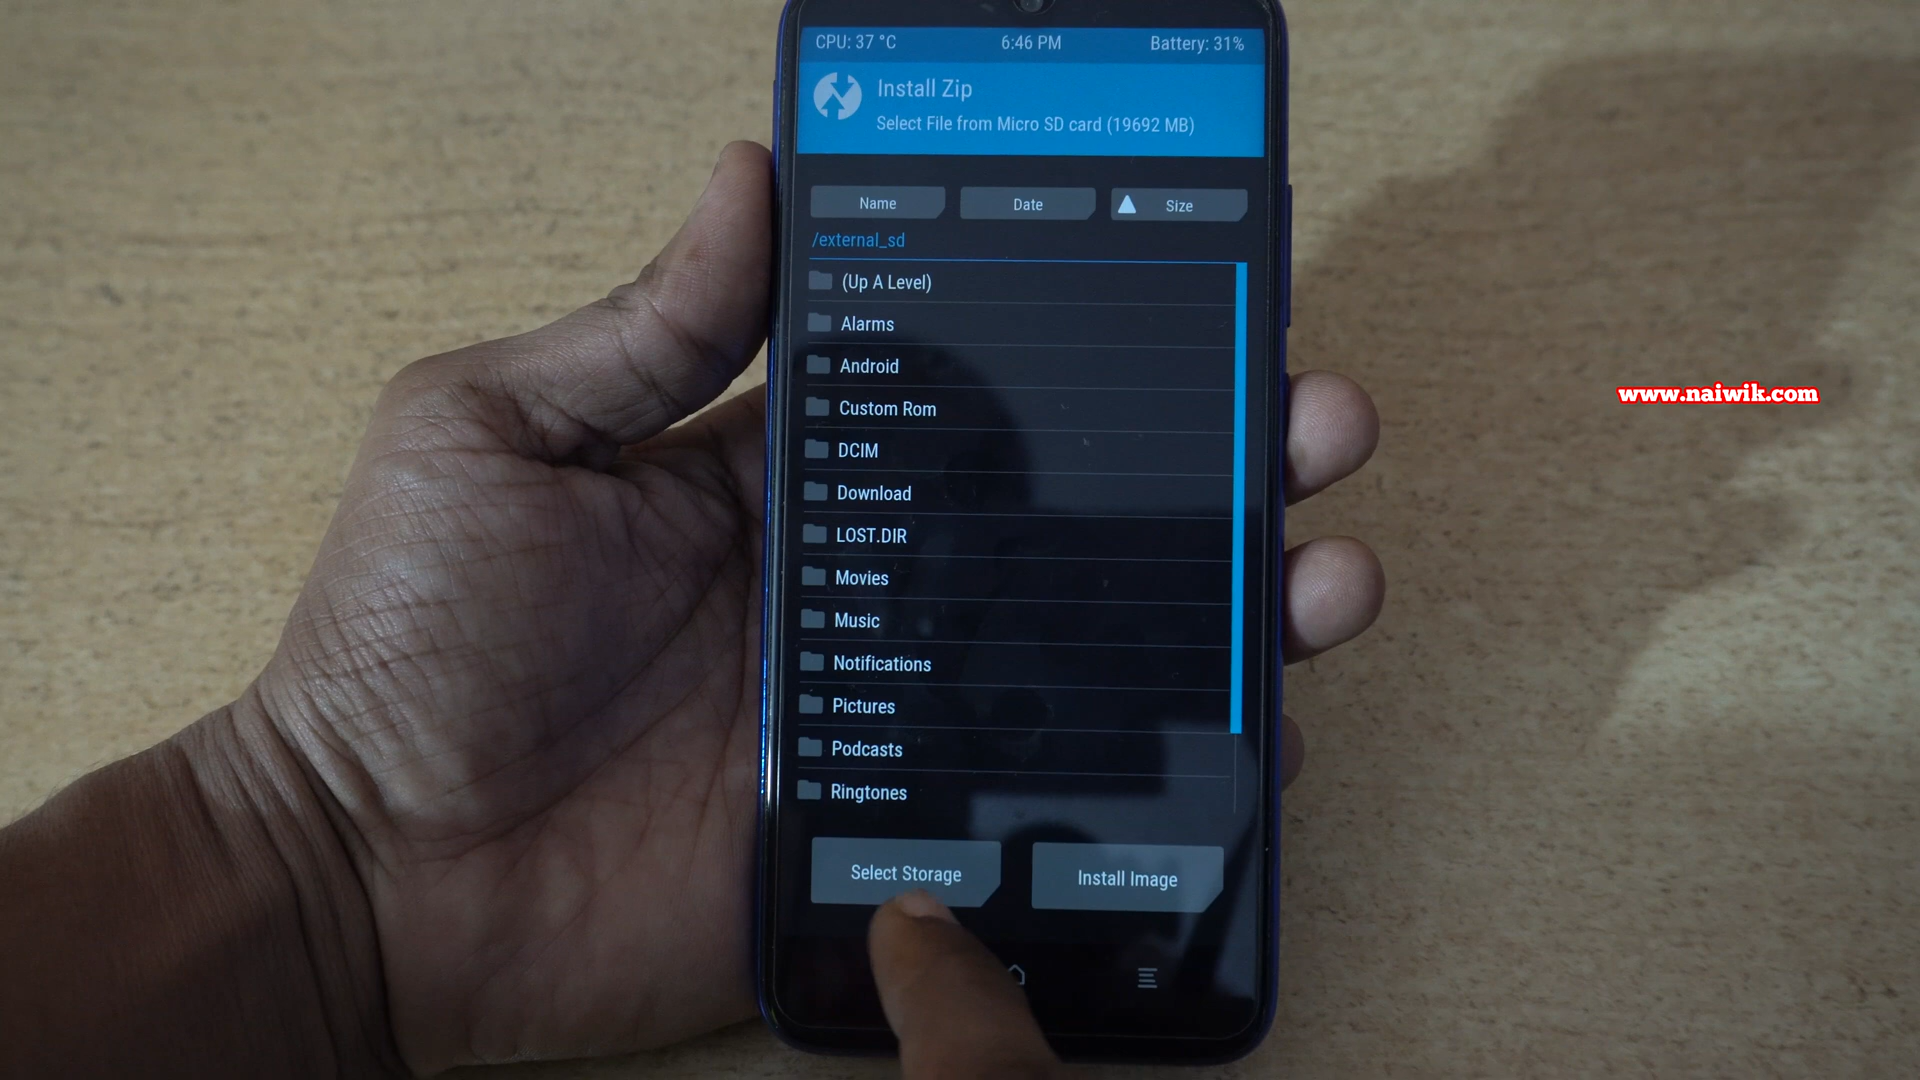 CPU: 37 °C 6:46 PM Battery: 31%
Install Zip
Select File from Micro SD card (19692 MB)
Name Date Size
/external_sd
(Up A Level)
Alarms
Android
Custom Rom
DCIM
Download
LOST.DIR
Movies
Music
Notifications
Pictures
Podcasts
Ringtones
Select Storage Install Image
www.naiwik.com